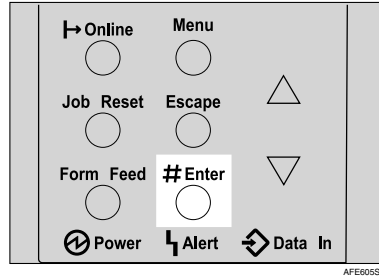 Online Menu
Job Reset Escape
Form Feed # Enter
Power Alert Data In
AFE605S